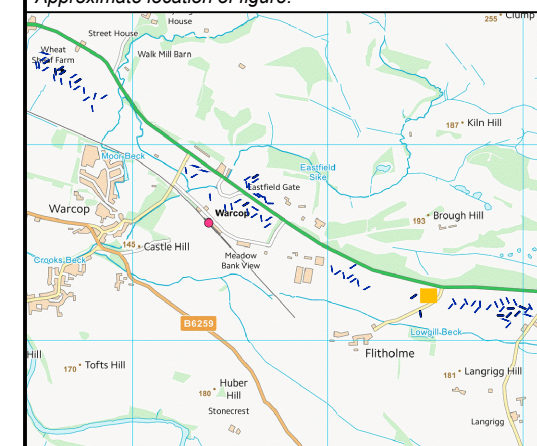 Approximate location of figure.
House
255 Clump
Street House
Wheat
Sheaf Farm
Walk Mill Barn
187 Kiln Hill
Moor Beck
Eastfield
Sike
Eastfield Gate
Warcop
Warcop
193 Brough Hill
145 Castle Hill
Crooks Beck
Meadow
Bank View
B6259
Lowgill Beck
Hill
170 Tofts Hill
Flitholme
181 Langrigg Hill
Huber
180 Hill
Stonecrest
Langrigg